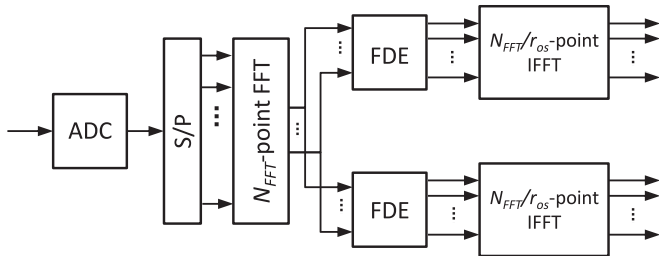 ADC
S/P
N_FFT-point FFT
FDE
N_FFT/r_os-point
IFFT
FDE
N_FFT/r_os-point
IFFT